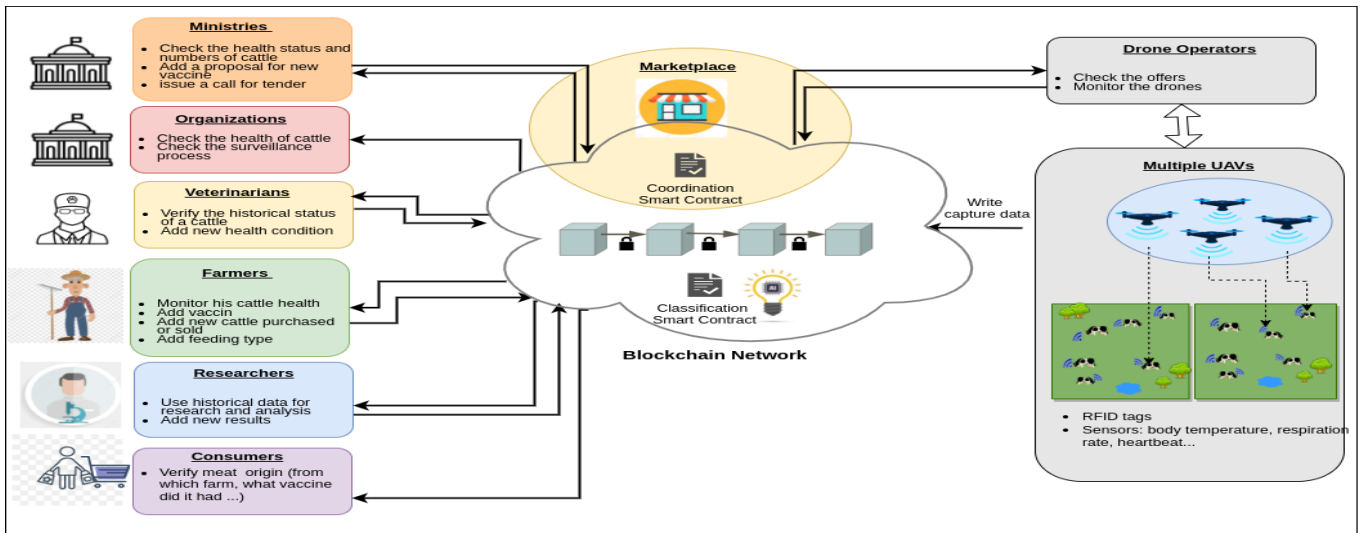 Ministries
Check the health status and
numbers of cattle
Add a proposal for new
vaccine
issue a call for tender
Organizations
Check the health of cattle
Check the surveillance
process
Veterinarians
Verify the historical status
of a cattle
Add new health condition
Farmers
Monitor his cattle health
Add vaccin
Add new cattle purchased
or sold
Add feeding type
Researchers
Use historical data for
research and analysis
Add new results
Consumers
Verify meat origin (from
which farm, what vaccine
did it had ...)
Marketplace
Coordination
Smart Contract
Classification
Smart Contract
AI
Blockchain Network
Write
capture data
Drone Operators
Check the offers
Monitor the drones
Multiple UAVs
RFID tags
Sensors: body temperature, respiration
rate, heartbeat...